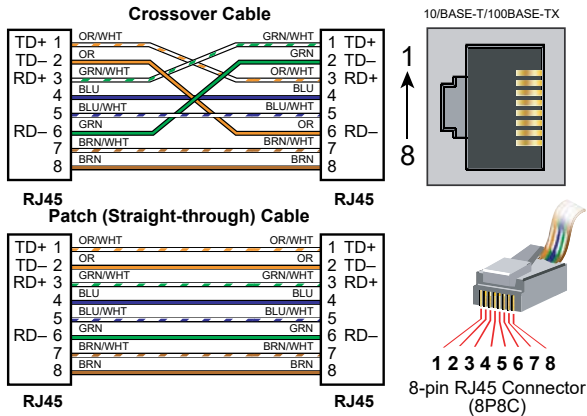 Crossover Cable
TD+ 1 OR/WHT GRN/WHT 1 TD+
TD– 2 OR GRN 2 TD–
RD+ 3 GRN/WHT OR/WHT 3 RD+
4 BLU BLU 4
5 BLU/WHT BLU/WHT 5
RD– 6 GRN OR 6 RD–
7 BRN/WHT BRN/WHT 7
8 BRN BRN 8
RJ45 RJ45
10/BASE-T/100BASE-TX
1
8
Patch (Straight-through) Cable
TD+ 1 OR/WHT OR/WHT 1 TD+
TD– 2 OR OR 2 TD–
RD+ 3 GRN/WHT GRN/WHT 3 RD+
4 BLU BLU 4
5 BLU/WHT BLU/WHT 5
RD– 6 GRN GRN 6 RD–
7 BRN/WHT BRN/WHT 7
8 BRN BRN 8
RJ45 RJ45
1 2 3 4 5 6 7 8
8-pin RJ45 Connector
(8P8C)